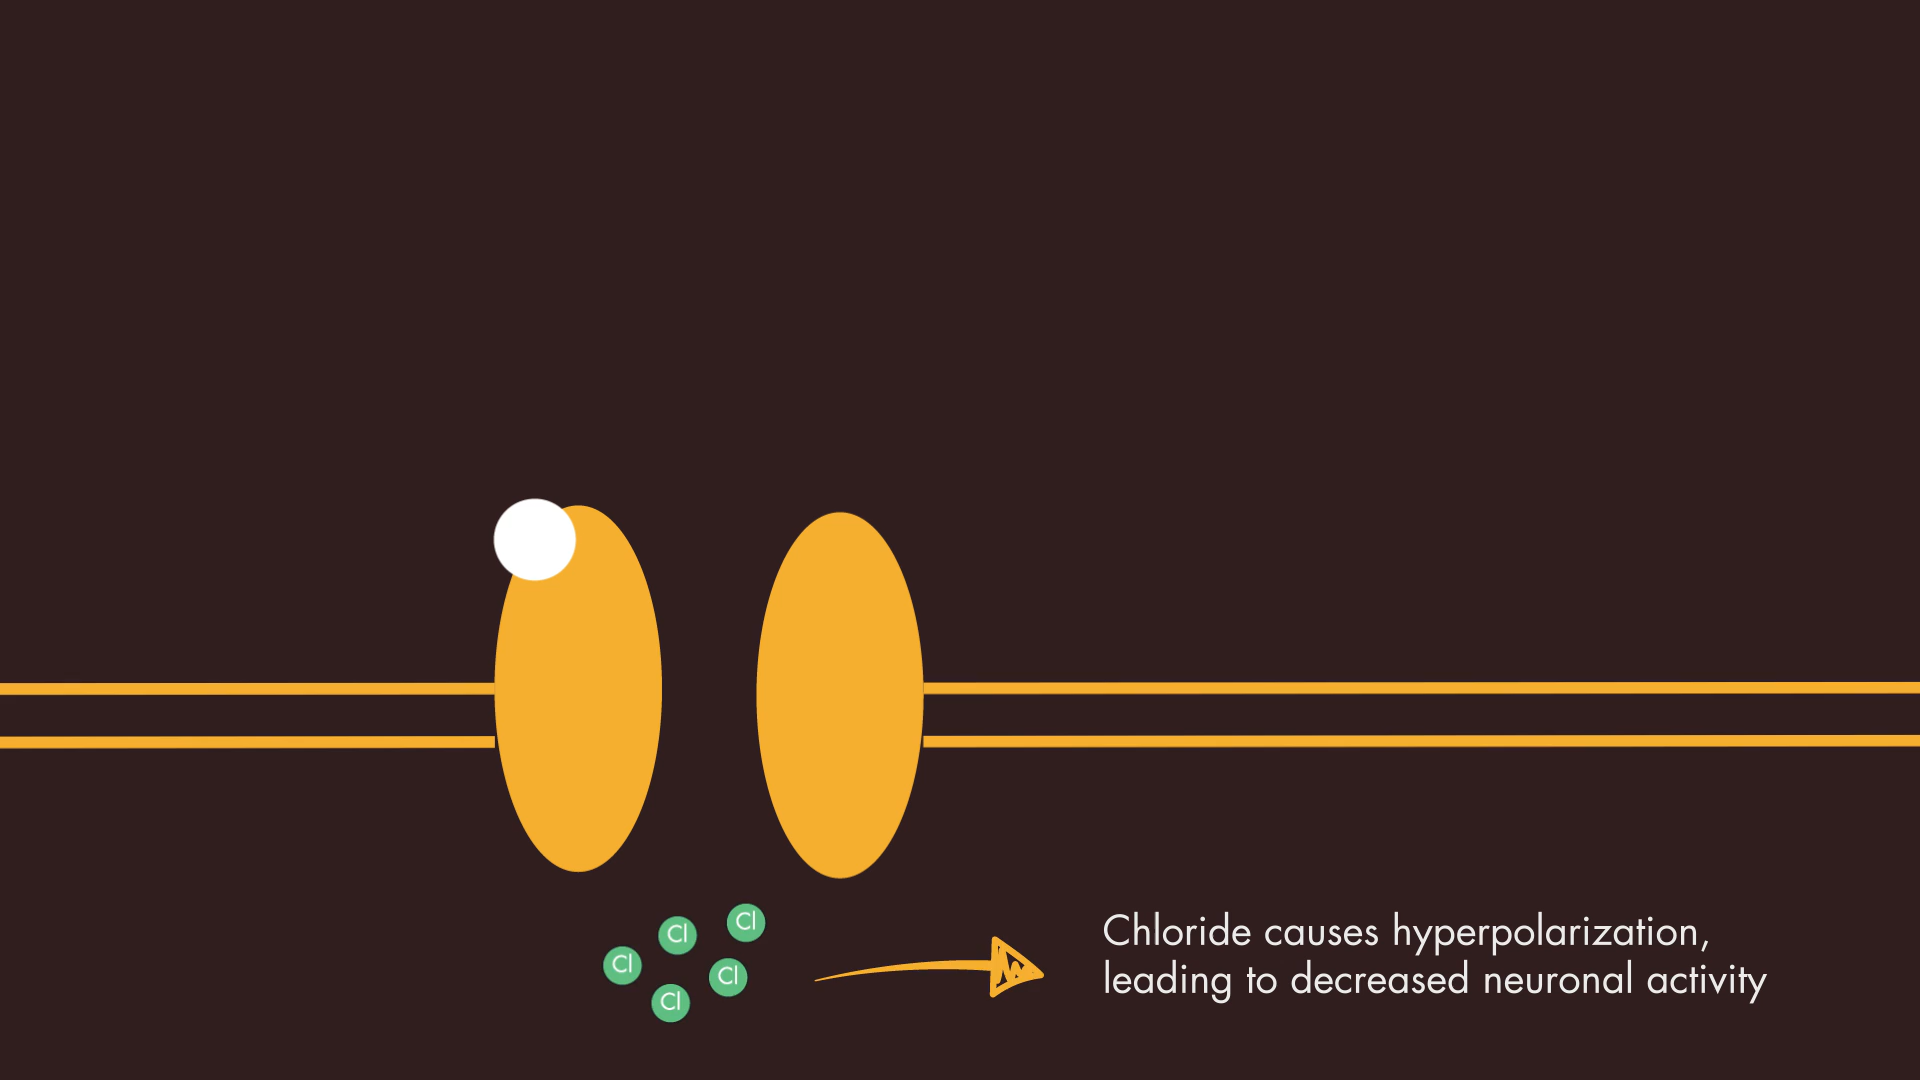 Cl
Cl
Cl
Cl
Cl
Chloride causes hyperpolarization,
leading to decreased neuronal activity